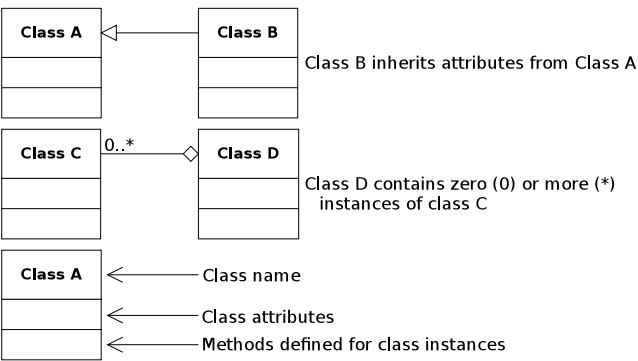 Class A
Class B
Class B inherits attributes from Class A
Class C
0..*
Class D
Class D contains zero (0) or more (*)
instances of class C
Class A
Class name
Class attributes
Methods defined for class instances